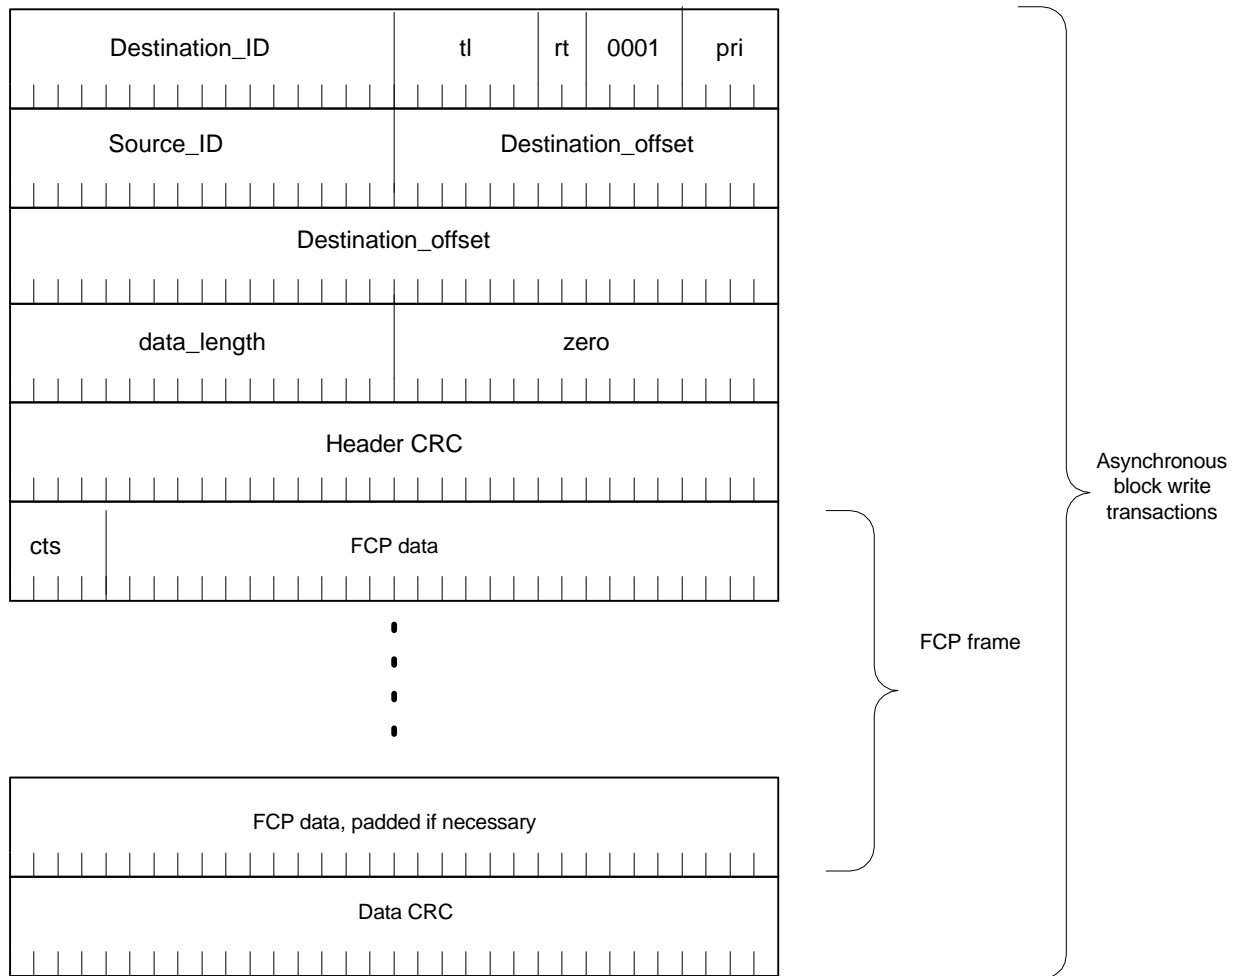 Destination_ID tl rt 0001 pri
Source_ID Destination_offset
Destination_offset
data_length zero
Header CRC
cts FCP data
FCP data, padded if necessary
Data CRC
FCP frame
Asynchronous
block write
transactions